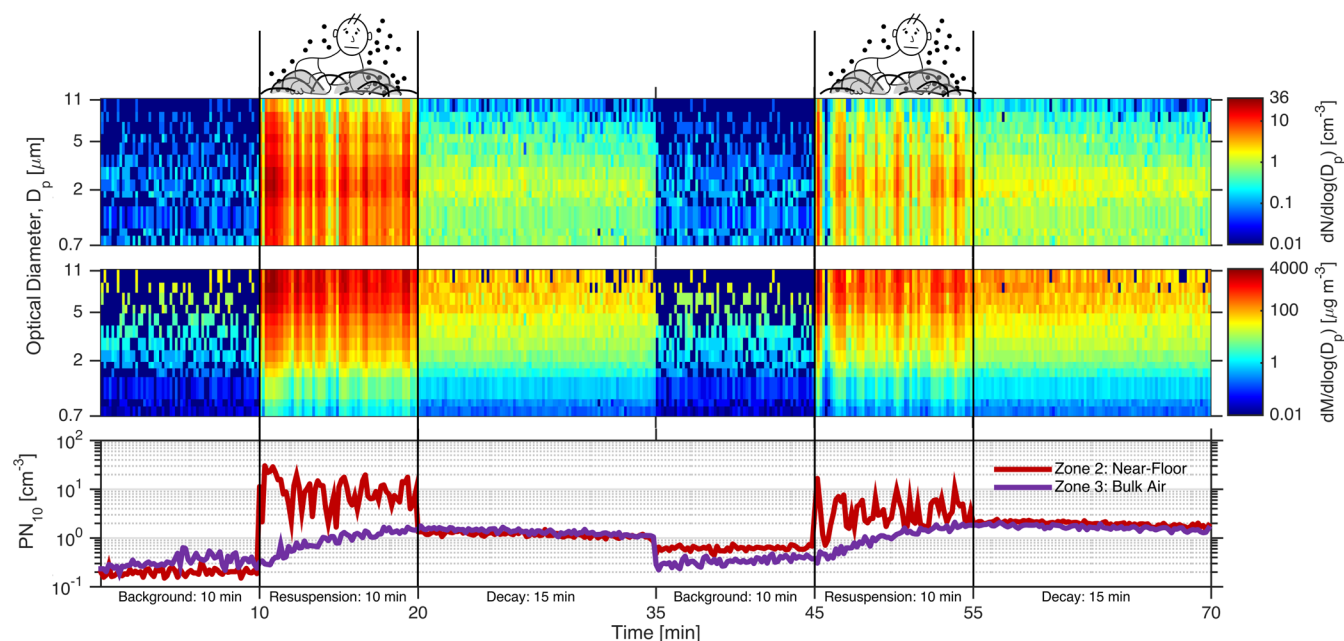 11
5
2
0.7
36
10
1
0.1
0.01
dN/dlog(Dₚ) [cm⁻³]
Optical Diameter, Dₚ [μm]
11
5
2
0.7
4000
100
1
0.01
dM/dlog(Dₚ) [μg m⁻³]
10²
10¹
10⁰
10⁻¹
PN₁₀ [cm⁻³]
Zone 2: Near-Floor
Zone 3: Bulk Air
Background: 10 min Resuspension: 10 min Decay: 15 min Background: 10 min Resuspension: 10 min Decay: 15 min
10 20 35 45 55 70
Time [min]